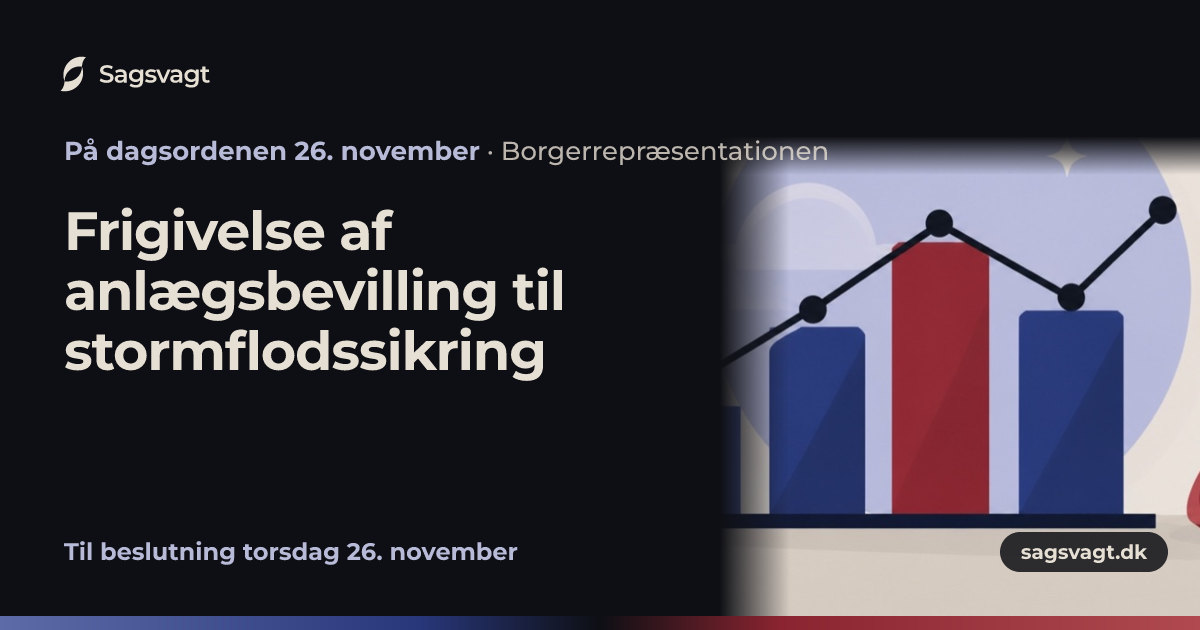 Sagsvagt
På dagsordenen 26. november · Borgerrepræsentationen
Frigivelse af
anlægsbevilling til
stormflodssikring
Til beslutning torsdag 26. november
sagsvagt.dk